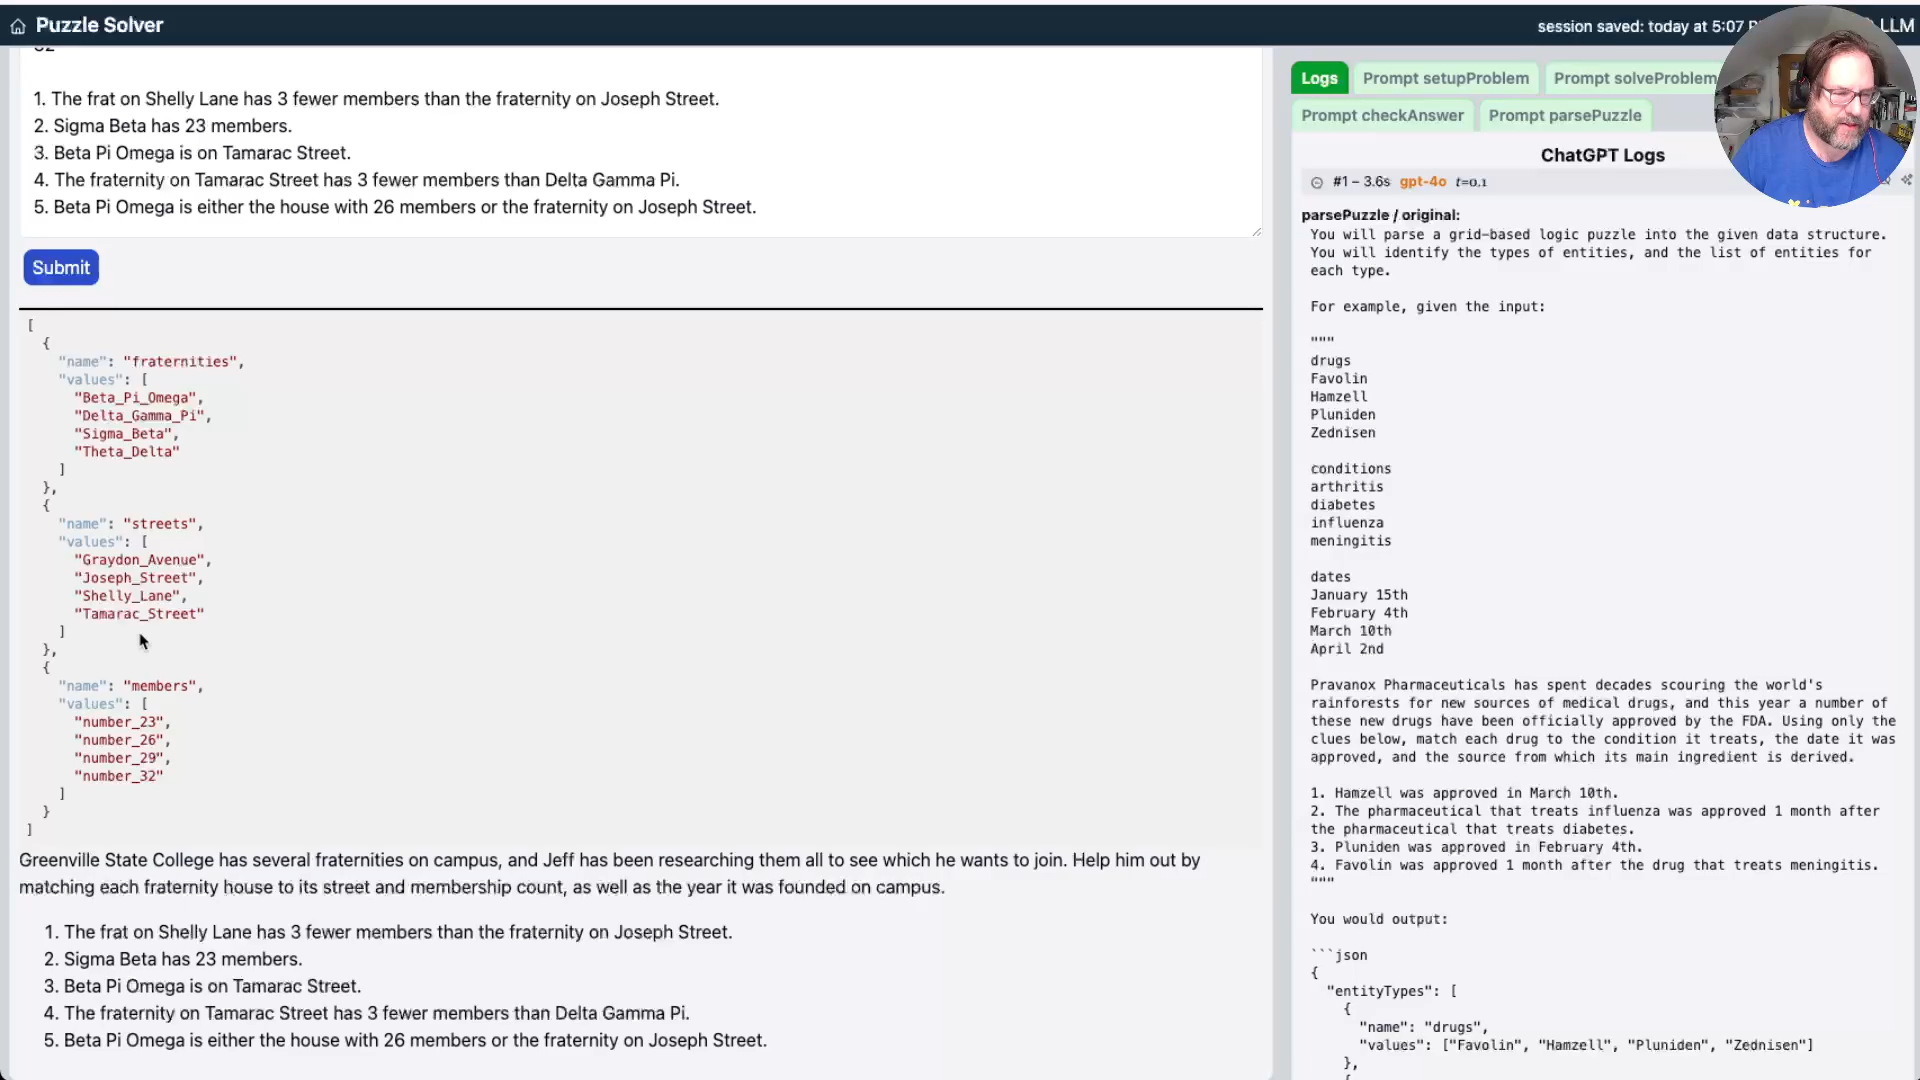 Puzzle Solver
session saved: today at 5:07
LLM
32
1. The frat on Shelly Lane has 3 fewer members than the fraternity on Joseph Street.
2. Sigma Beta has 23 members.
3. Beta Pi Omega is on Tamarac Street.
4. The fraternity on Tamarac Street has 3 fewer members than Delta Gamma Pi.
5. Beta Pi Omega is either the house with 26 members or the fraternity on Joseph Street.
Submit
[
{
"name": "fraternities",
"values": [
"Beta_Pi_Omega",
"Delta_Gamma_Pi",
"Sigma_Beta",
"Theta_Delta"
]
},
{
"name": "streets",
"values": [
"Graydon_Avenue",
"Joseph_Street",
"Shelly_Lane",
"Tamarac_Street"
]
},
{
"name": "members",
"values": [
"number_23",
"number_26",
"number_29",
"number_32"
]
}
]
Greenville State College has several fraternities on campus, and Jeff has been researching them all to see which he wants to join. Help him out by
matching each fraternity house to its street and membership count, as well as the year it was founded on campus.
1. The frat on Shelly Lane has 3 fewer members than the fraternity on Joseph Street.
2. Sigma Beta has 23 members.
3. Beta Pi Omega is on Tamarac Street.
4. The fraternity on Tamarac Street has 3 fewer members than Delta Gamma Pi.
5. Beta Pi Omega is either the house with 26 members or the fraternity on Joseph Street.
Logs
Prompt setupProblem
Prompt solveProblem
Prompt checkAnswer
Prompt parsePuzzle
ChatGPT Logs
#1 – 3.6s gpt-4o t=0.1
parsePuzzle / original:
You will parse a grid-based logic puzzle into the given data structure.
You will identify the types of entities, and the list of entities for
each type.
For example, given the input:
"""
drugs
Favolin
Hamzell
Pluniden
Zednisen
conditions
arthritis
diabetes
influenza
meningitis
dates
January 15th
February 4th
March 10th
April 2nd
Pravanox Pharmaceuticals has spent decades scouring the world's
rainforests for new sources of medical drugs, and this year a number of
these new drugs have been officially approved by the FDA. Using only the
clues below, match each drug to the condition it treats, the date it was
approved, and the source from which its main ingredient is derived.
1. Hamzell was approved in March 10th.
2. The pharmaceutical that treats influenza was approved 1 month after
the pharmaceutical that treats diabetes.
3. Pluniden was approved in February 4th.
4. Favolin was approved 1 month after the drug that treats meningitis.
"""
You would output:
```json
{
"entityTypes": [
{
"name": "drugs",
"values": ["Favolin", "Hamzell", "Pluniden", "Zednisen"]
},
{